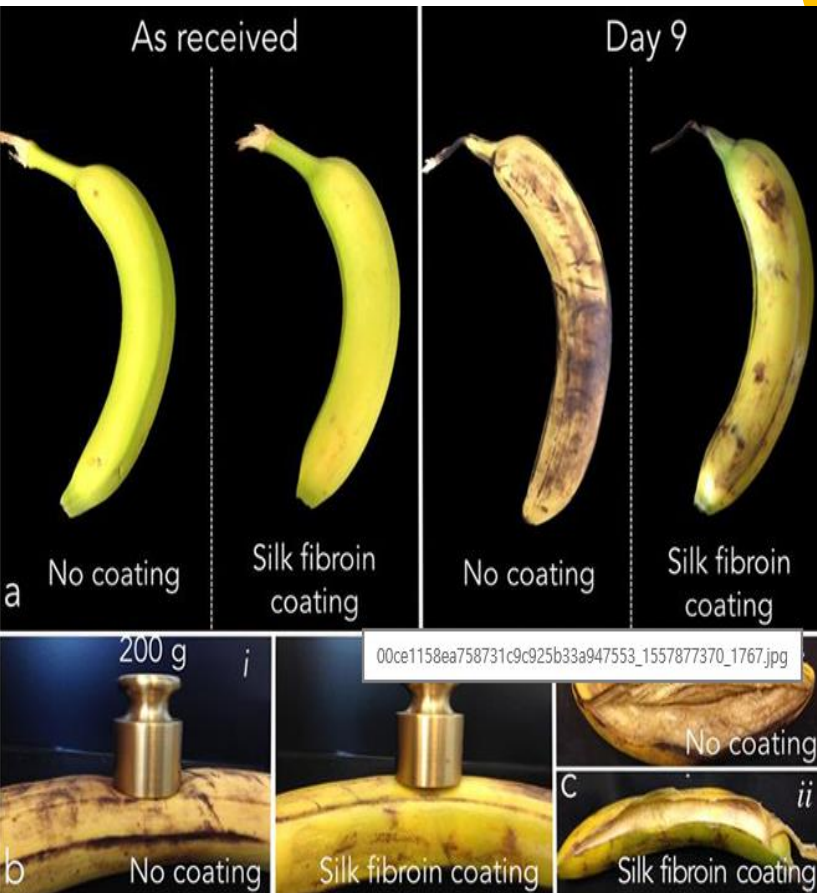 As received
Day 9
No coating
Silk fibroin
coating
No coating
Silk fibroin
coating
a
200 g
i
00ce1158ea758731c9c925b33a947553_1557877370_1767.jpg
No coating
C
ii
b
No coating
Silk fibroin coating
Silk fibroin coating